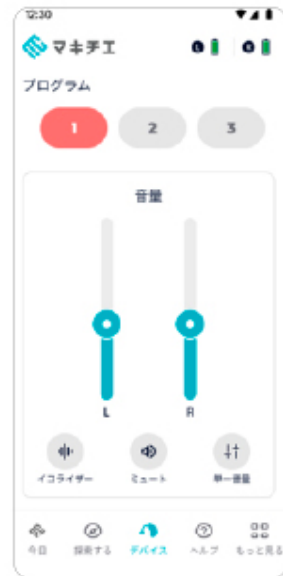 12:30
マキチエ
L R
プログラム
1 2 3
音量
L R
イコライザー ミュート 単一音量
今日 探索する デバイス ヘルプ もっと見る